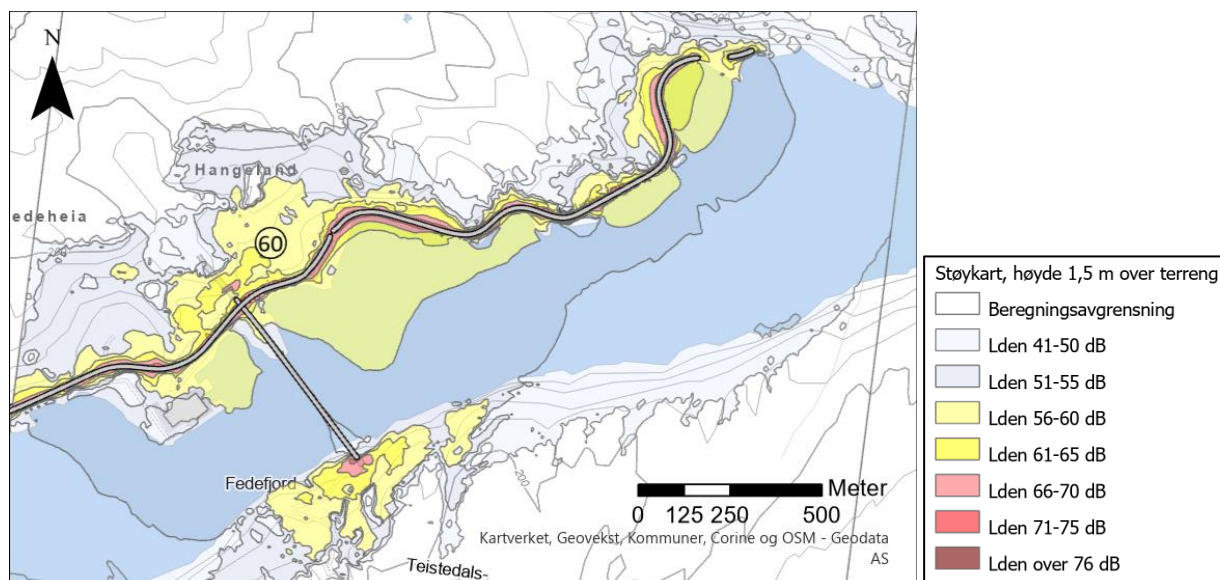 N
200
Hangeland
edeheia
60
Fedefjord
200
Meter
0 125 250 500
Kartverket, Geovekst, Kommuner, Corine og OSM - Geodata
AS
Teistedals-
Støykart, høyde 1,5 m over terreng
Beregningsavgrensning
Lden 41-50 dB
Lden 51-55 dB
Lden 56-60 dB
Lden 61-65 dB
Lden 66-70 dB
Lden 71-75 dB
Lden over 76 dB